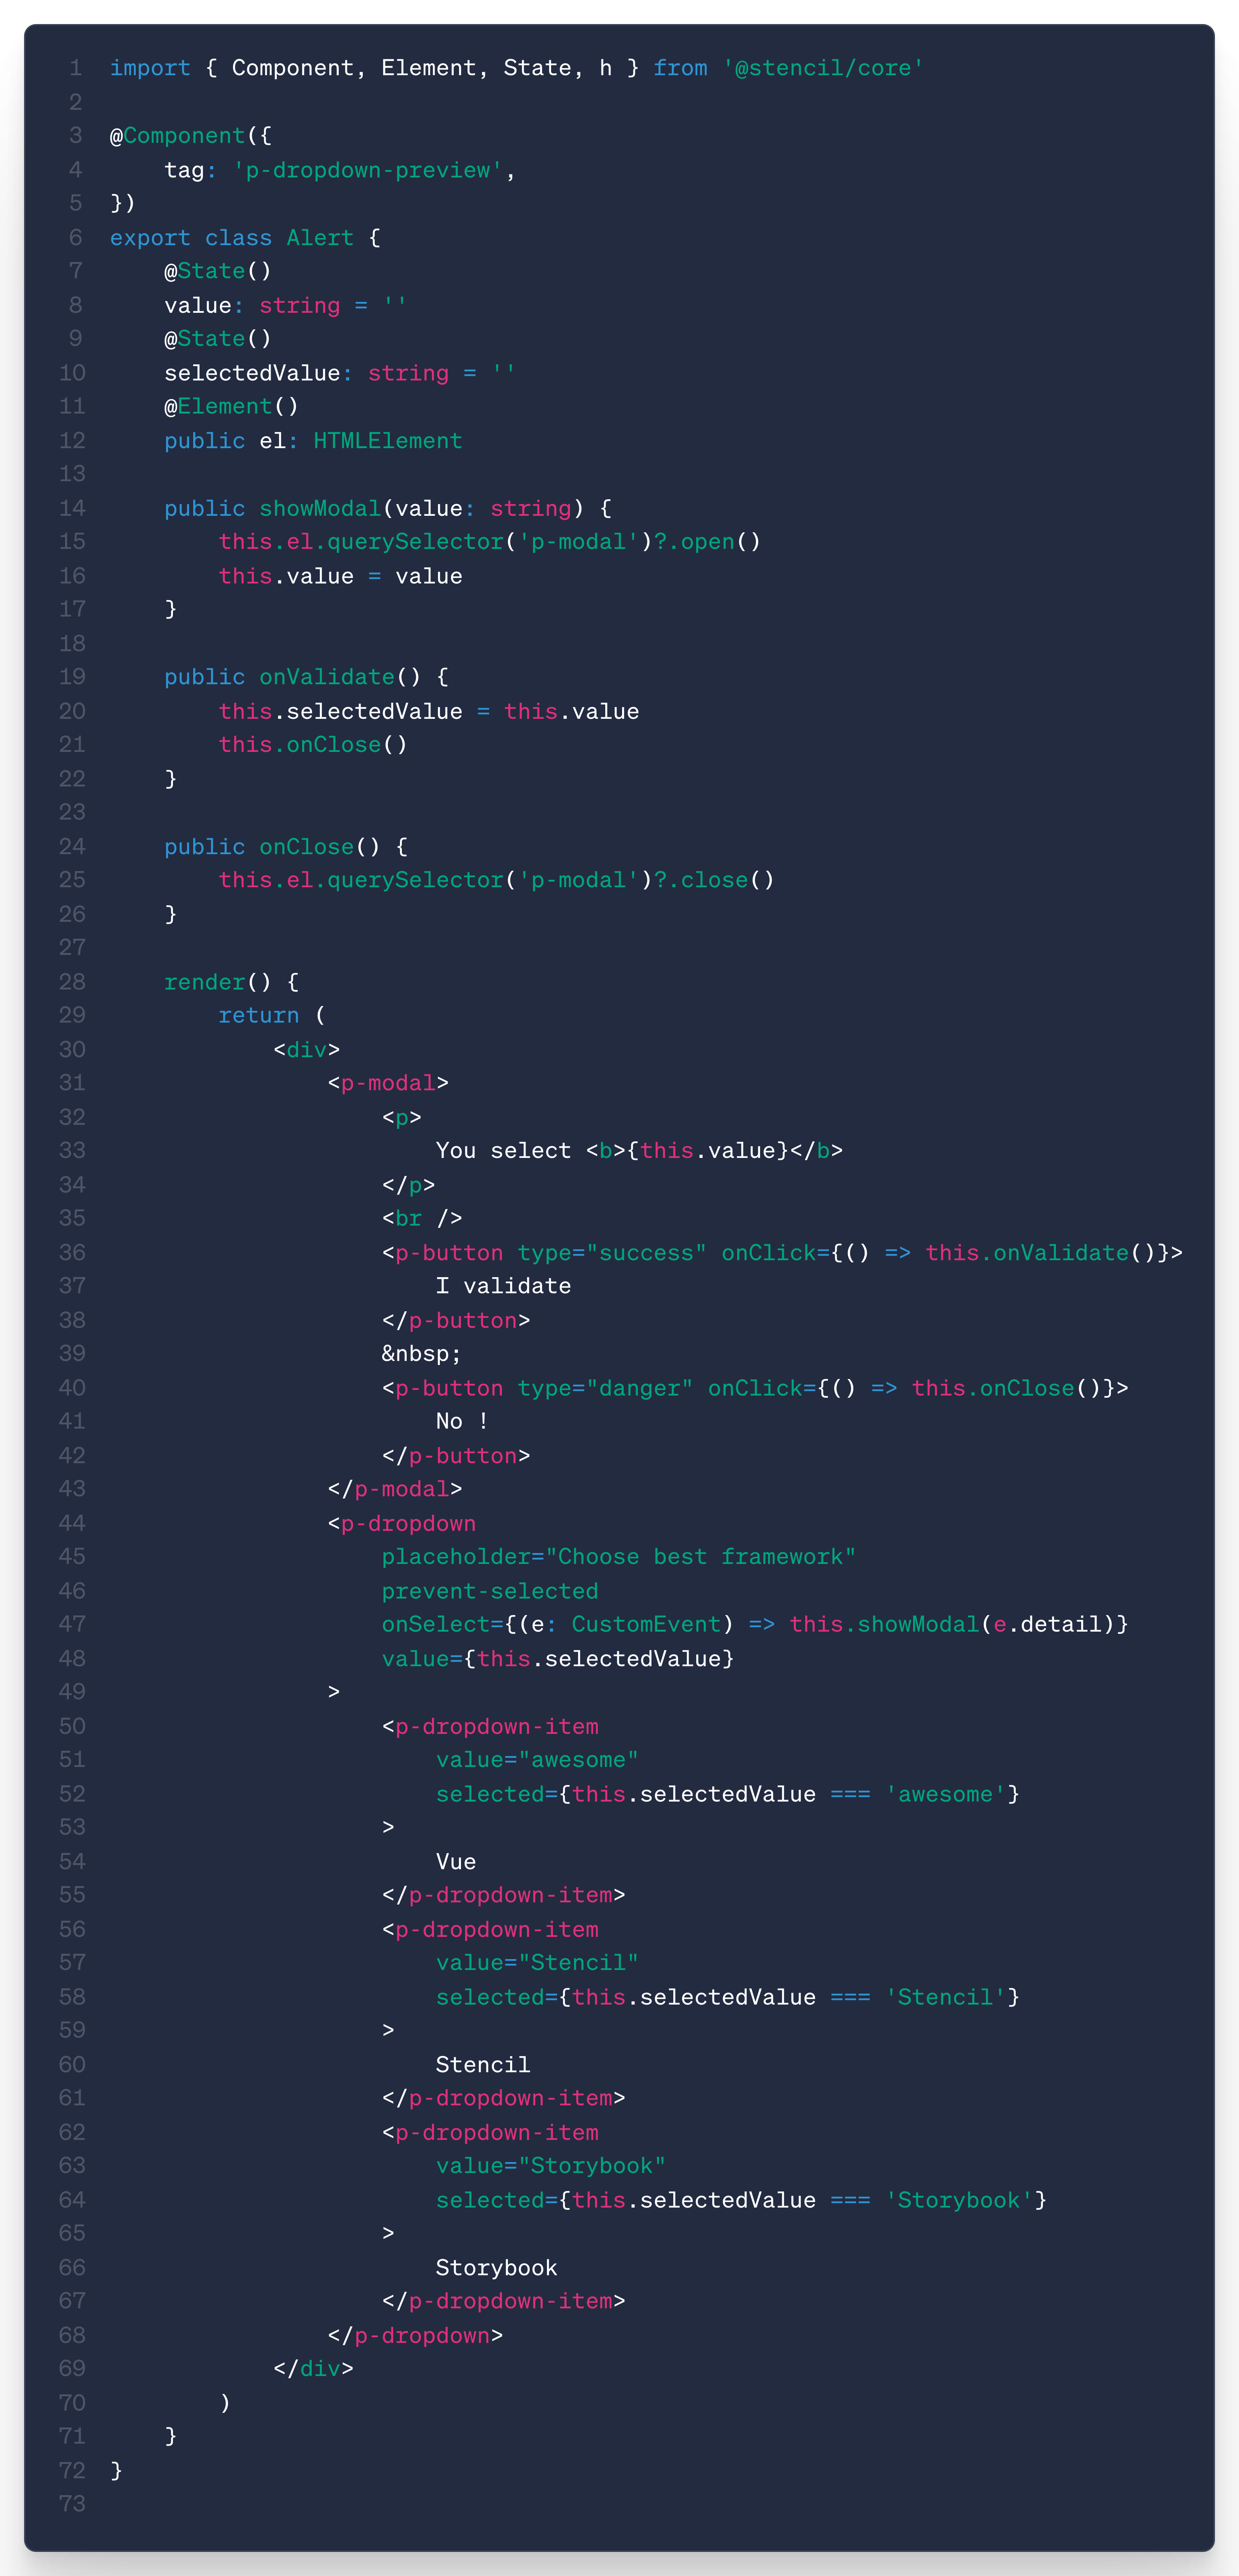 1 import { Component, Element, State, h } from '@stencil/core'
2
3 @Component({
4     tag: 'p-dropdown-preview',
5 })
6 export class Alert {
7     @State()
8     value: string = ''
9     @State()
10     selectedValue: string = ''
11     @Element()
12     public el: HTMLElement
13
14     public showModal(value: string) {
15         this.el.querySelector('p-modal')?.open()
16         this.value = value
17     }
18
19     public onValidate() {
20         this.selectedValue = this.value
21         this.onClose()
22     }
23
24     public onClose() {
25         this.el.querySelector('p-modal')?.close()
26     }
27
28     render() {
29         return (
30             <div>
31                 <p-modal>
32                     <p>
33                         You select <b>{this.value}</b>
34                     </p>
35                     <br />
36                     <p-button type="success" onClick={() => this.onValidate()}>
37                         I validate
38                     </p-button>
39                     &nbsp;
40                     <p-button type="danger" onClick={() => this.onClose()}>
41                         No !
42                     </p-button>
43                 </p-modal>
44                 <p-dropdown
45                     placeholder="Choose best framework"
46                     prevent-selected
47                     onSelect={(e: CustomEvent) => this.showModal(e.detail)}
48                     value={this.selectedValue}
49                 >
50                     <p-dropdown-item
51                         value="awesome"
52                         selected={this.selectedValue === 'awesome'}
53                     >
54                         Vue
55                     </p-dropdown-item>
56                     <p-dropdown-item
57                         value="Stencil"
58                         selected={this.selectedValue === 'Stencil'}
59                     >
60                         Stencil
61                     </p-dropdown-item>
62                     <p-dropdown-item
63                         value="Storybook"
64                         selected={this.selectedValue === 'Storybook'}
65                     >
66                         Storybook
67                     </p-dropdown-item>
68                 </p-dropdown>
69             </div>
70         )
71     }
72 }
73